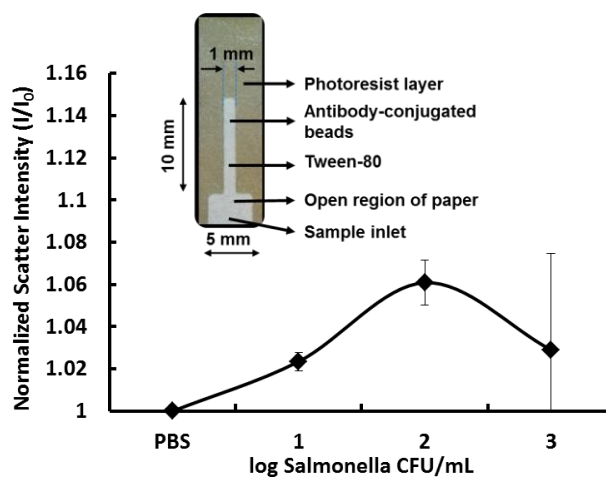 1 mm
Photoresist layer
Antibody-conjugated
beads
10 mm
Tween-80
Open region of paper
Sample inlet
5 mm
Normalized Scatter Intensity (I/I₀)
1.16
1.14
1.12
1.1
1.08
1.06
1.04
1.02
1
PBS 1 2 3
log Salmonella CFU/mL